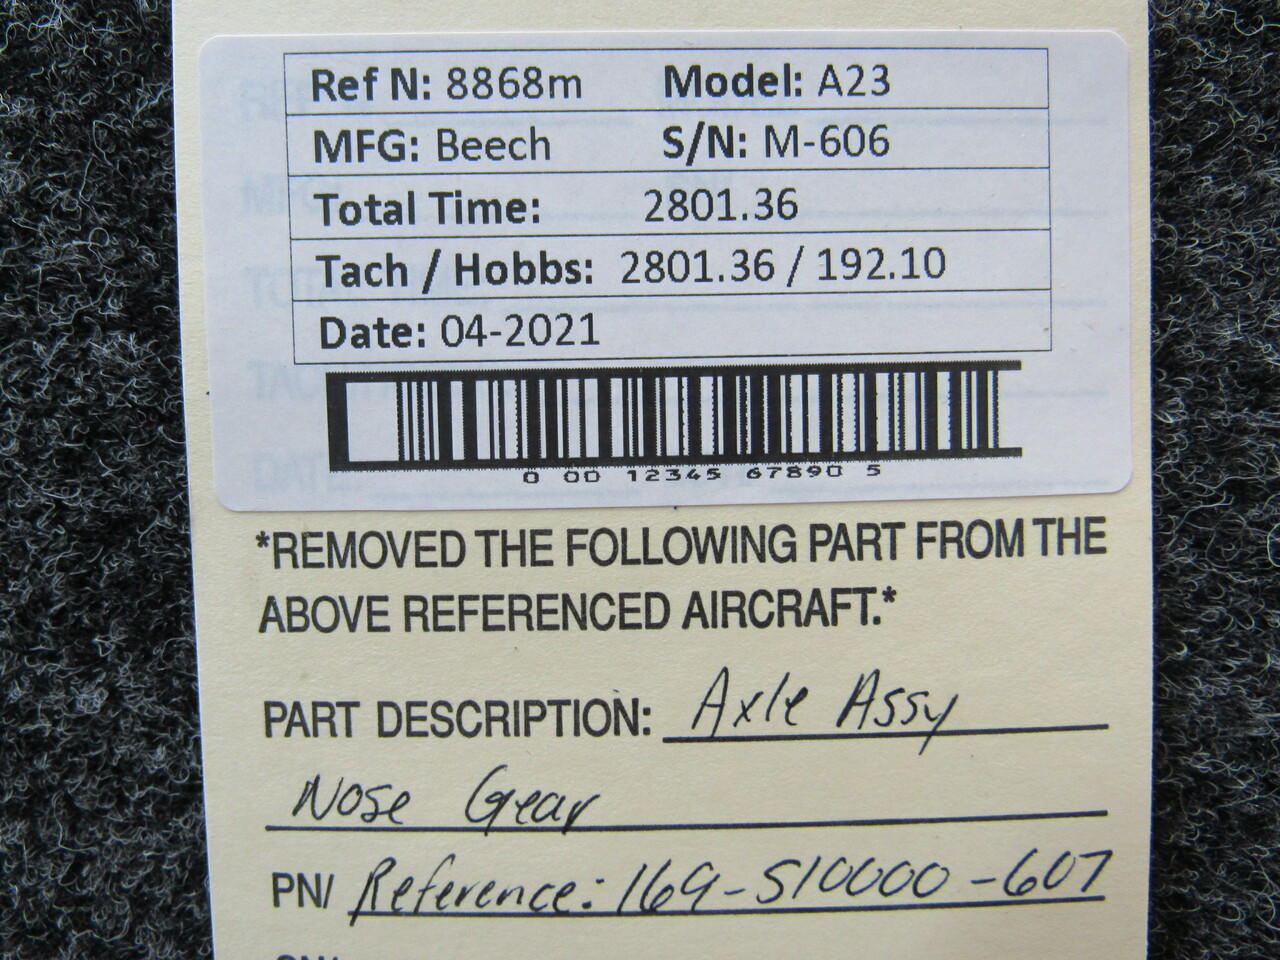 Ref N: 8868m Model: A23
MFG: Beech S/N: M-606
Total Time: 2801.36
Tach / Hobbs: 2801.36 / 192.10
Date: 04-2021
0 00 12345 67890 5
*REMOVED THE FOLLOWING PART FROM THE
ABOVE REFERENCED AIRCRAFT.*
PART DESCRIPTION: Axle Assy
Nose Gear
PN/ Reference: 169-510000-607